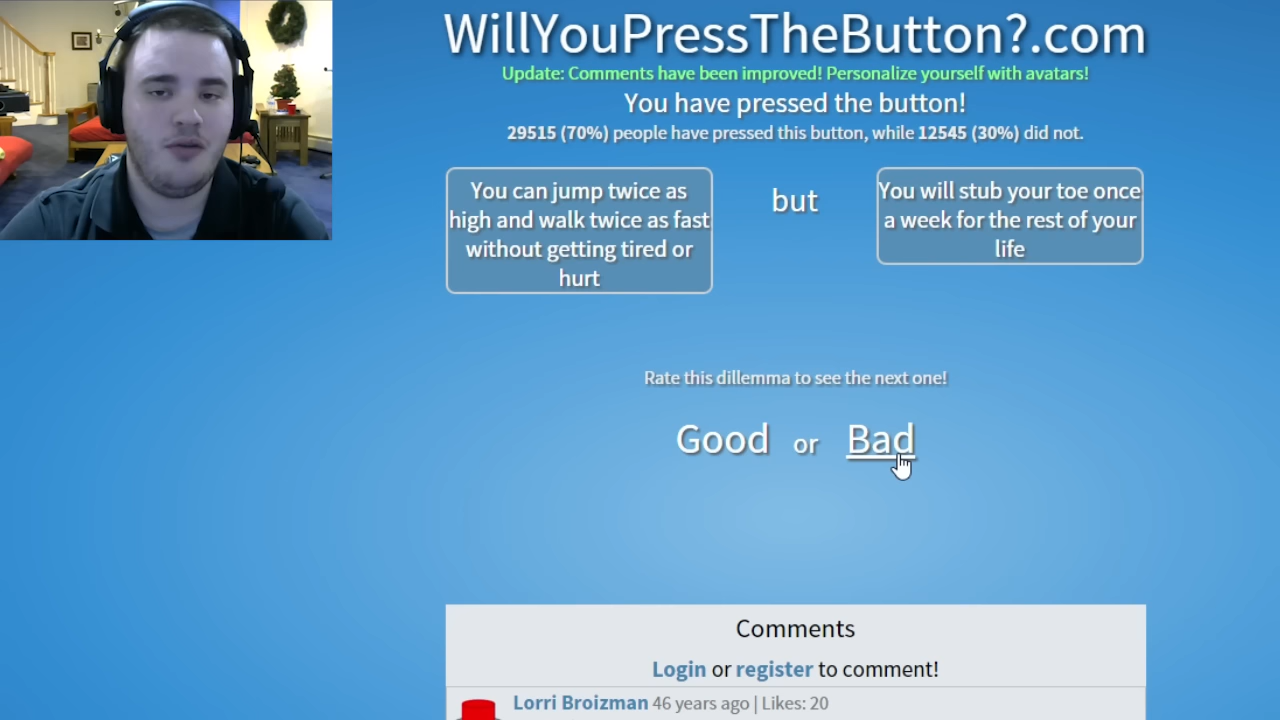 WillYouPressTheButton?.com
Update: Comments have been improved! Personalize yourself with avatars!
You have pressed the button!
29515 (70%) people have pressed this button, while 12545 (30%) did not.
You can jump twice as
high and walk twice as fast
without getting tired or
hurt
but
You will stub your toe once
a week for the rest of your
life
Rate this dillemma to see the next one!
Good or Bad
Comments
Login or register to comment!
Lorri Broizman 46 years ago | Likes: 20